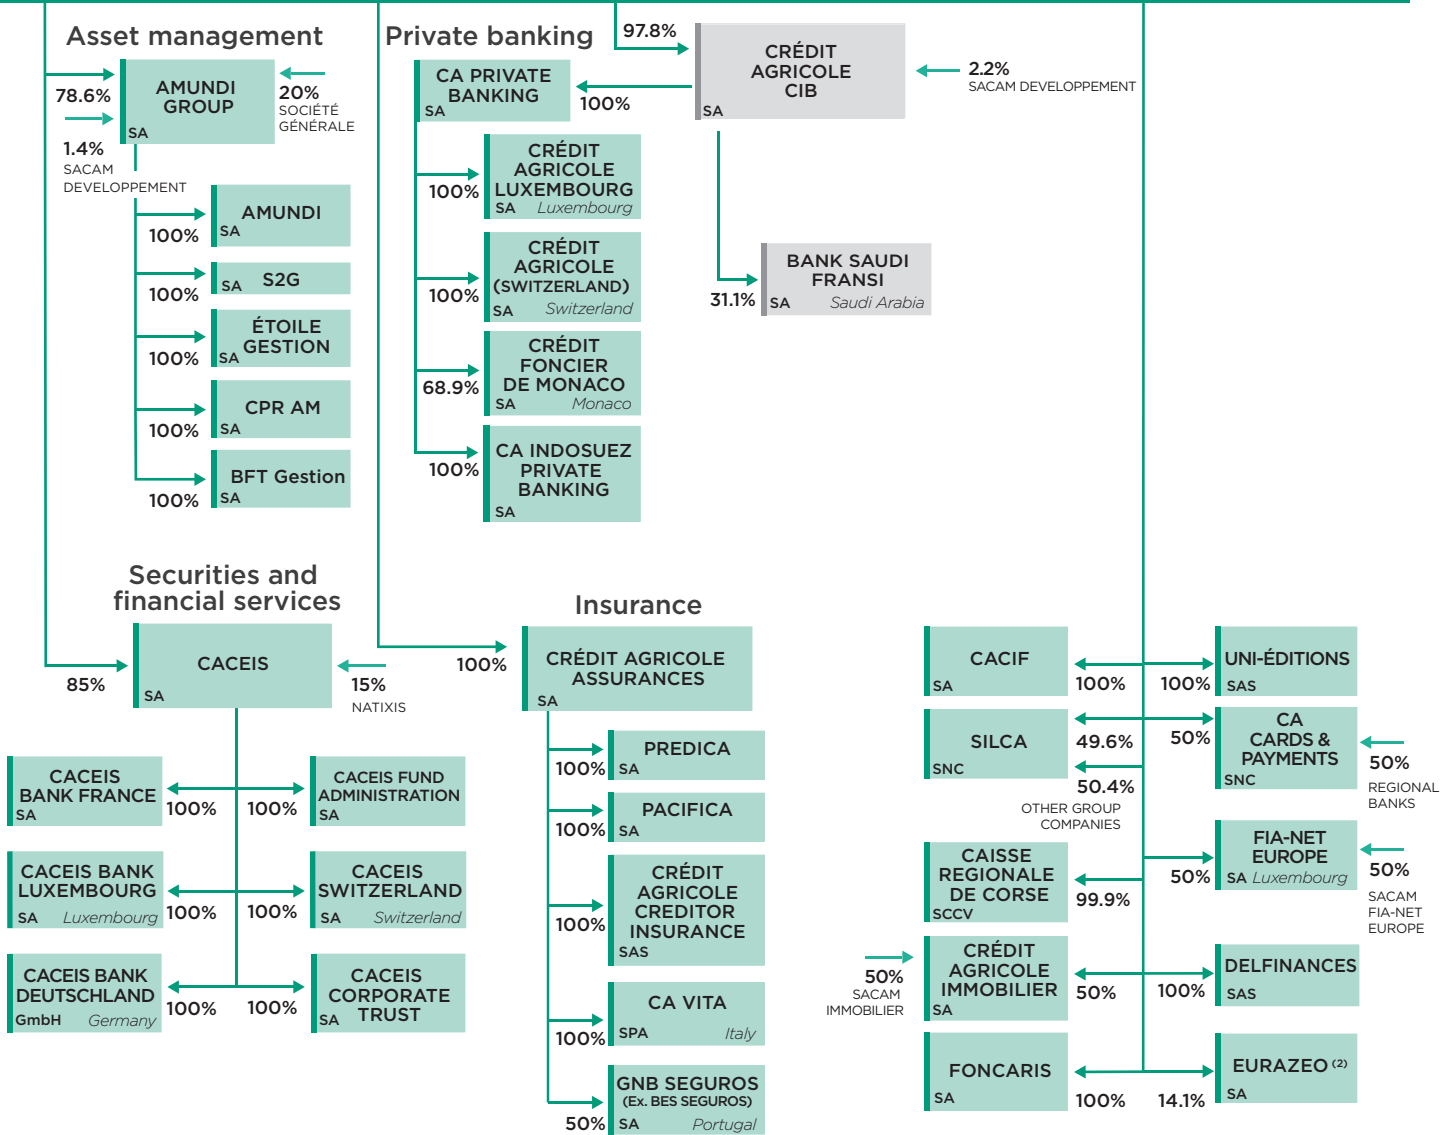 Asset management
78.6%
AMUNDI
GROUP
SA
20%
SOCIÉTÉ
GÉNÉRALE
1.4%
SACAM
DEVELOPPEMENT
100%
AMUNDI
SA
100%
S2G
SA
100%
ÉTOILE
GESTION
SA
100%
CPR AM
SA
100%
BFT Gestion
SA
Private banking
CA PRIVATE
BANKING
SA
100%
97.8%
CRÉDIT
AGRICOLE
CIB
SA
2.2%
SACAM DEVELOPPEMENT
100%
CRÉDIT
AGRICOLE
LUXEMBOURG
SA Luxembourg
100%
CRÉDIT
AGRICOLE
(SWITZERLAND)
SA Switzerland
68.9%
CRÉDIT
FONCIER
DE MONACO
SA Monaco
100%
CA INDOSUEZ
PRIVATE
BANKING
SA
31.1%
BANK SAUDI
FRANSI
SA Saudi Arabia
Securities and
financial services
85%
CACEIS
SA
15%
NATIXIS
CACEIS
BANK FRANCE
SA
100%
100%
CACEIS FUND
ADMINISTRATION
SA
CACEIS BANK
LUXEMBOURG
SA Luxembourg
100%
100%
CACEIS
SWITZERLAND
SA Switzerland
CACEIS BANK
DEUTSCHLAND
GmbH Germany
100%
100%
CACEIS
CORPORATE
TRUST
SA
Insurance
100%
CRÉDIT AGRICOLE
ASSURANCES
SA
100%
PREDICA
SA
100%
PACIFICA
SA
100%
CRÉDIT
AGRICOLE
CREDITOR
INSURANCE
SAS
100%
CA VITA
SPA Italy
50%
GNB SEGUROS
(Ex. BES SEGUROS)
SA Portugal
CACIF
SA
100%
100%
UNI-ÉDITIONS
SAS
SILCA
SNC
49.6%
50.4%
OTHER GROUP
COMPANIES
50%
CA
CARDS &
PAYMENTS
SNC
50%
REGIONAL
BANKS
CAISSE
REGIONALE
DE CORSE
SCCV
99.9%
50%
FIA-NET
EUROPE
SA Luxembourg
50%
SACAM
FIA-NET
EUROPE
50%
SACAM
IMMOBILIER
CRÉDIT
AGRICOLE
IMMOBILIER
SA
50%
100%
DELFINANCES
SAS
FONCARIS
SA
100%
14.1%
EURAZEO (2)
SA